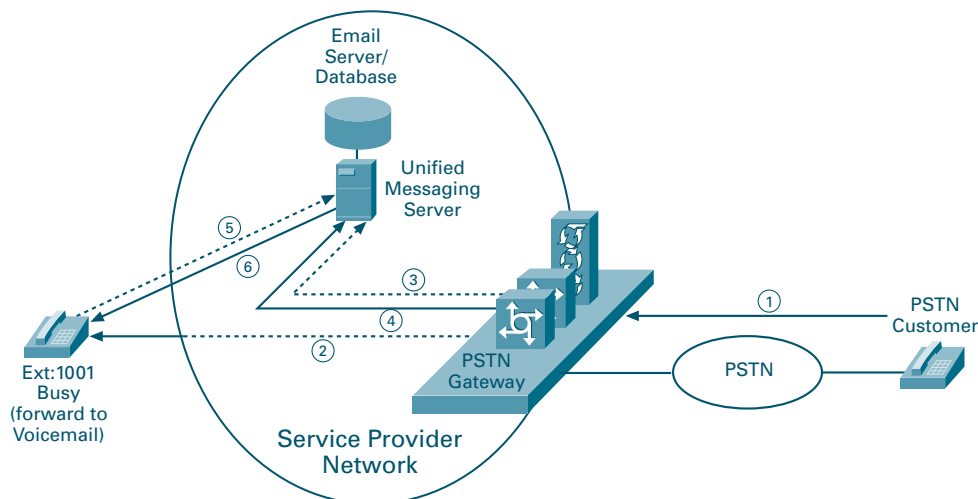 Email
Server/
Database
Unified
Messaging
Server
5
6
3
4
2
1
PSTN
Customer
Ext:1001
Busy
(forward to
Voicemail)
PSTN
Gateway
PSTN
Service Provider
Network